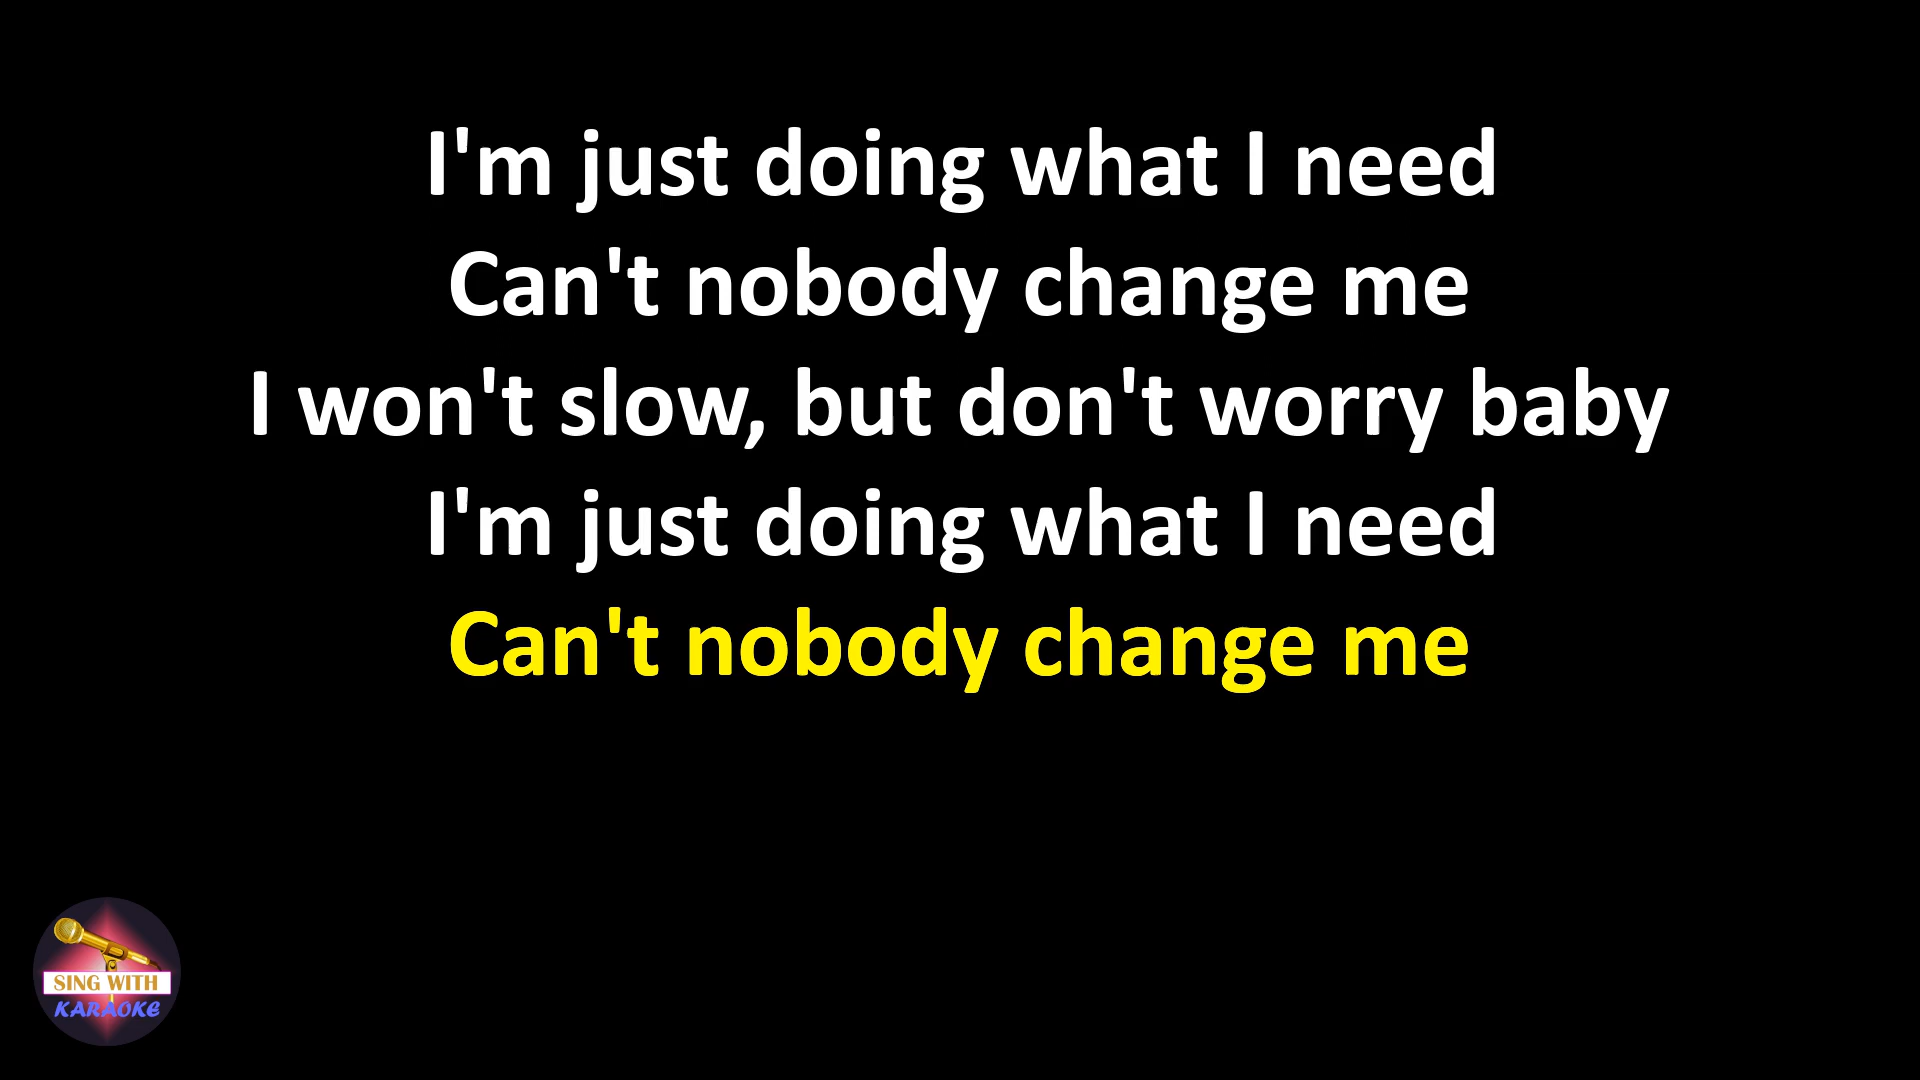 I'm just doing what I need
Can't nobody change me
I won't slow, but don't worry baby
I'm just doing what I need
Can't nobody change me
SING WITH
KARAOKE